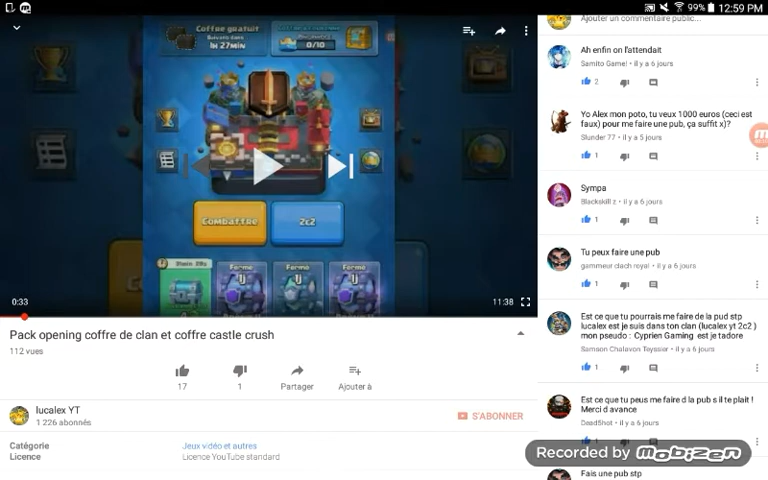 99% 12:59 PM
Coffre gratuit
1h 27min
0/10
Combattre
2c2
Fermé
Fermé
Fermé
0:33
11:38
Pack opening coffre de clan et coffre castle crush
112 vues
17
1
Partager
Ajouter à
lucalex YT
1 226 abonnés
S'ABONNER
Catégorie
Jeux vidéo et autres
Licence
Licence YouTube standard
Ajouter un commentaire public...
Ah enfin on l'attendait
Samito Game! • il y a 6 jours
2
Yo Alex mon poto, tu veux 1000 euros (ceci est
faux) pour me faire une pub, ça suffit x)?
Slunder 77 • il y a 5 jours
1
Sympa
Blackskill z • il y a 6 jours
1
Tu peux faire une pub
gammeur clach royal • il y a 6 jours
1
Est ce que tu pourrais me faire de la pud stp
lucalex est je suis dans ton clan (lucalex yt 2c2 )
mon pseudo : Cyprien Gaming est je tadore
Samson Chalavon Teyssier • il y a 6 jours
1
Est ce que tu peus me faire d la pub s il te plait !
Merci d avance
DeadShot • il y a 6 jours
Recorded by Mobizen
Fais une pub stp